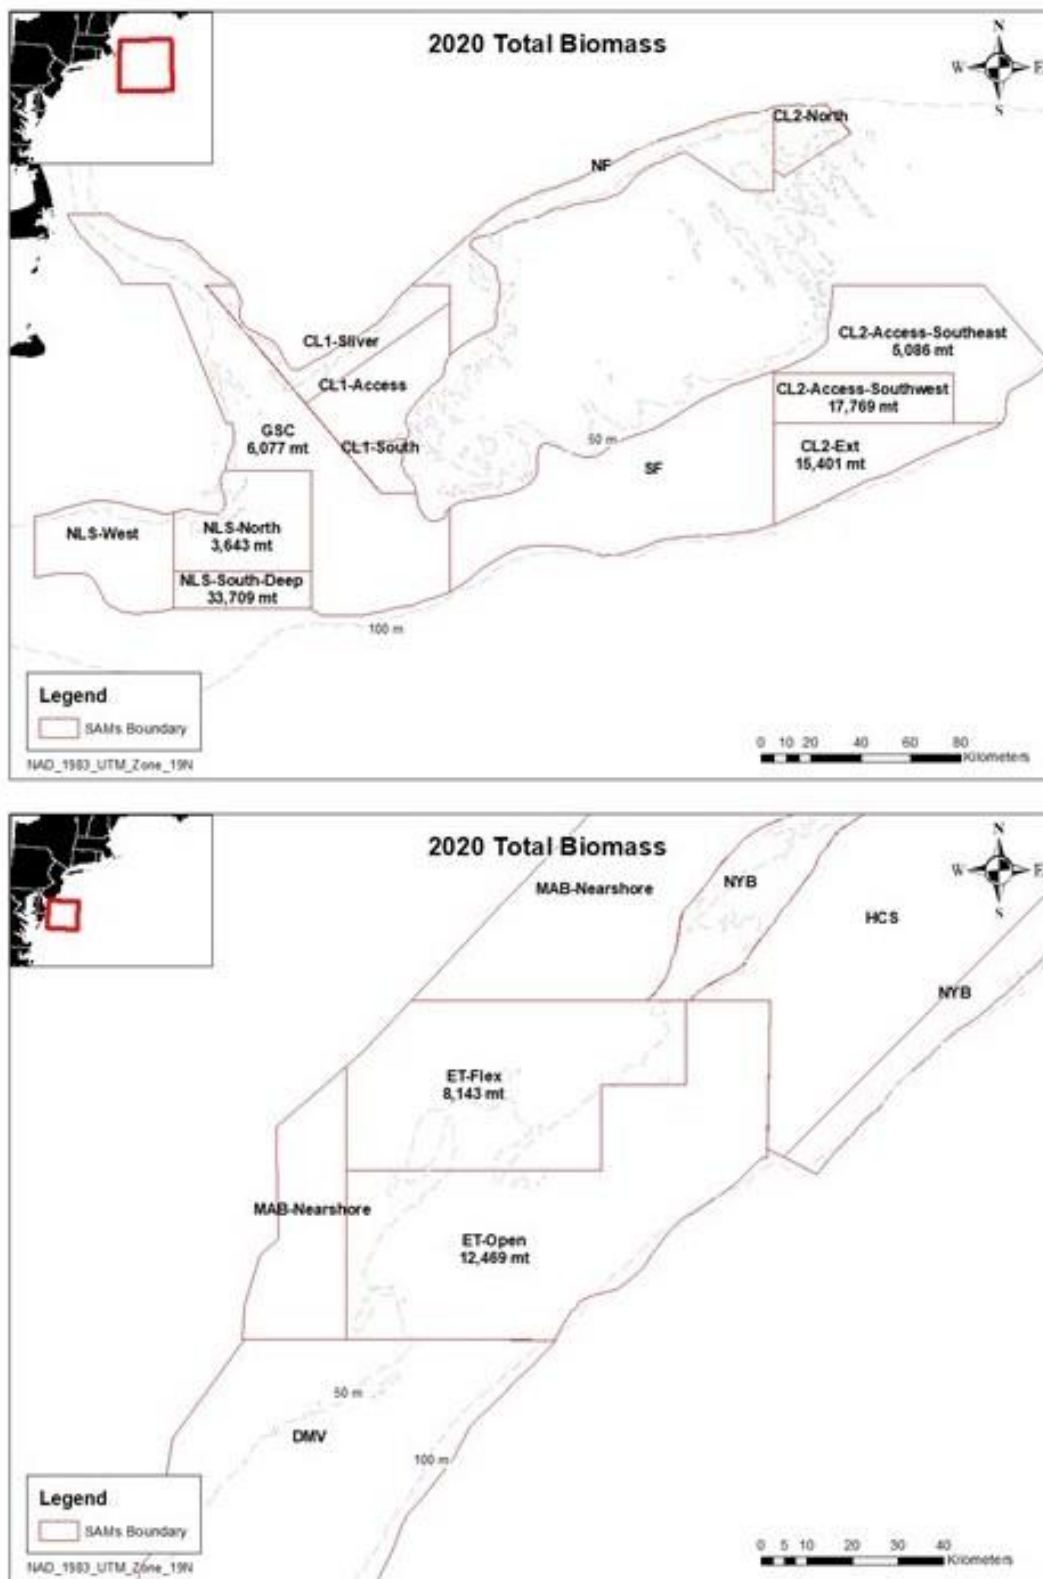 2020 Total Biomass
N
W
E
S
CL2-North
NF
CL1-Sliver
CL2-Access-Southeast
5,086 mt
CL1-Access
CL2-Access-Southwest
17,769 mt
GSC
6,077 mt
CL1-South
50 m
CL2-Ext
15,401 mt
SF
NLS-West
NLS-North
3,643 mt
NLS-South-Deep
33,709 mt
100 m
Legend
SAMs Boundary
NAD_1983_UTM_Zone_19N
0 10 20 40 60 80
Kilometers
2020 Total Biomass
N
W
E
S
MAB-Nearshore
NYB
HCS
NYB
ET-Flex
8,143 mt
MAB-Nearshore
ET-Open
12,469 mt
50 m
DMV
100 m
Legend
SAMs Boundary
NAD_1983_UTM_Zone_19N
0 5 10 20 30 40
Kilometers